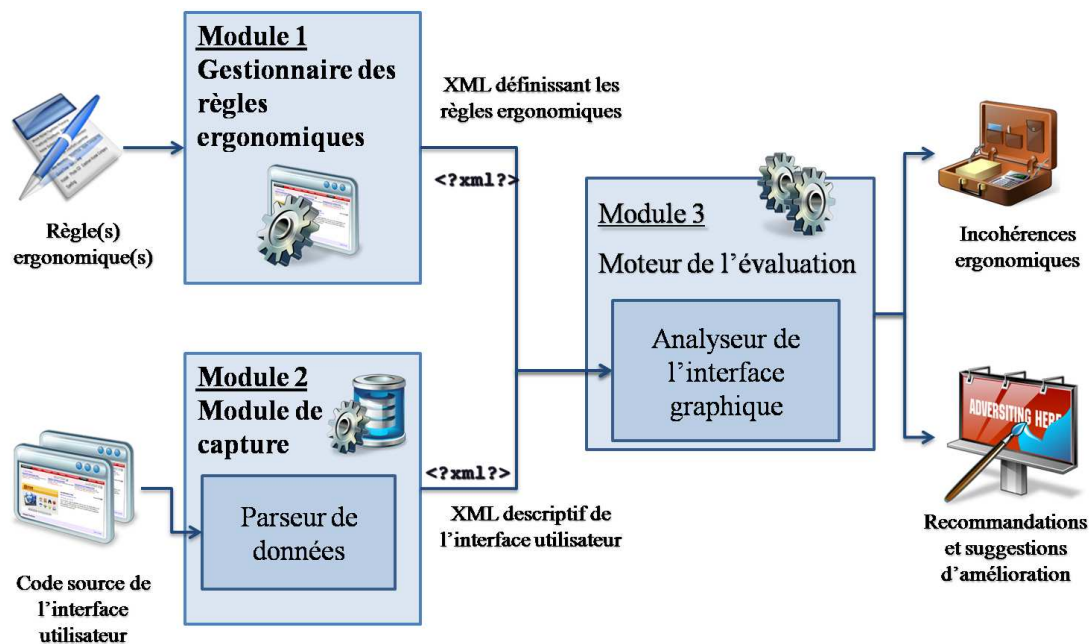 Module 1
Gestionnaire des
règles
ergonomiques
XML définissant les
règles ergonomiques
<?xml?>
Règle(s)
ergonomique(s)
Module 3
Moteur de l'évaluation
Analyseur de
l'interface
graphique
Incohérences
ergonomiques
Module 2
Module de
capture
Parseur de
données
<?xml?>
XML descriptif de
l'interface utilisateur
Code source de
l'interface
utilisateur
ADVERSITING HERE
Recommandations
et suggestions
d'amélioration